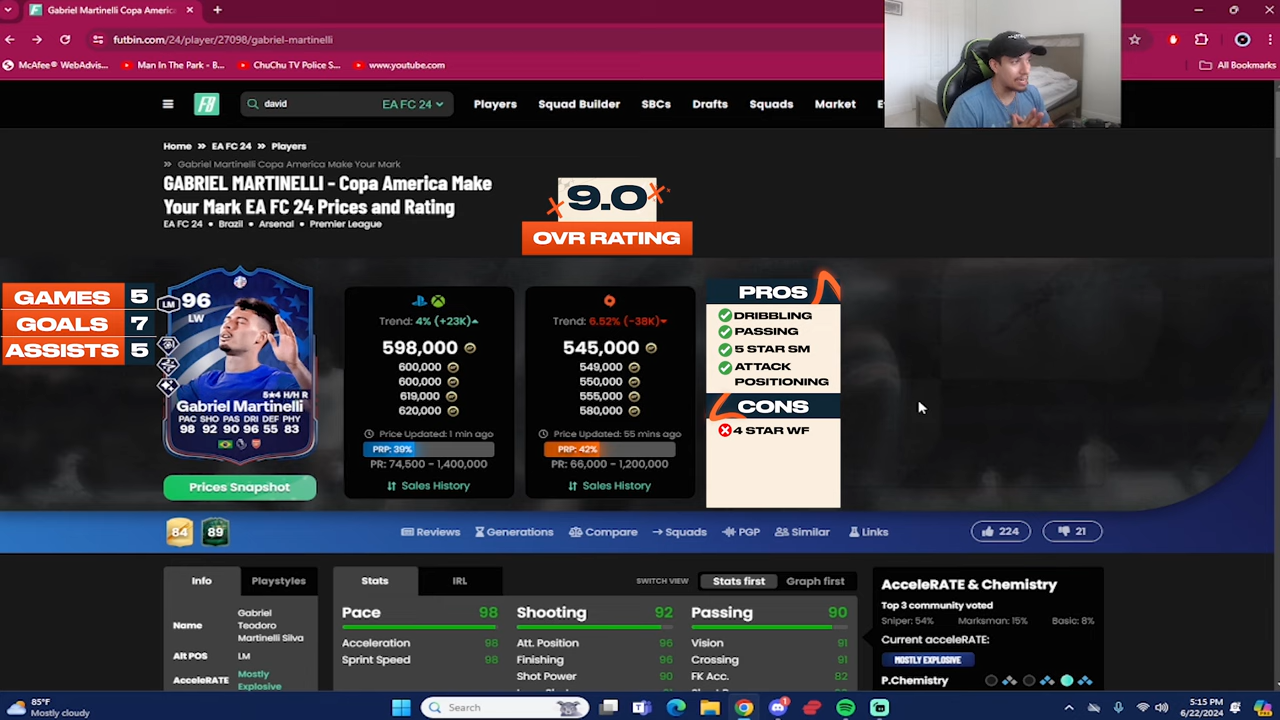 Gabriel Martinelli Copa America
futbin.com/24/player/27098/gabriel-martinelli
McAfee® WebAdvis...
Man In The Park - B...
ChuChu TV Police S...
www.youtube.com
All Bookmarks
FB
david
EA FC 24
Players
Squad Builder
SBCs
Drafts
Squads
Market
Home » EA FC 24 » Players
» Gabriel Martinelli Copa America Make Your Mark
GABRIEL MARTINELLI - Copa America Make
Your Mark EA FC 24 Prices and Rating
EA FC 24 • Brazil • Arsenal • Premier League
9.0
OVR RATING
GAMES 5
GOALS 7
ASSISTS 5
LM
96
LW
5★4 H/H R
Gabriel Martinelli
PAC SHO PAS DRI DEF PHY
98 92 90 96 55 83
Prices Snapshot
Trend: 4% (+23K)
598,000
600,000
600,000
619,000
620,000
Price Updated: 1 min ago
PRP: 39%
PR: 74,500 - 1,400,000
Sales History
Trend: 6.52% (-38K)
545,000
549,000
550,000
555,000
580,000
Price Updated: 55 mins ago
PRP: 42%
PR: 66,000 - 1,200,000
Sales History
PROS
DRIBBLING
PASSING
5 STAR SM
ATTACK
POSITIONING
CONS
4 STAR WF
84
89
Reviews
Generations
Compare
Squads
PGP
Similar
Links
224
21
Info
Playstyles
Name
Gabriel
Teodoro
Martinelli Silva
Alt POS
LM
AcceleRATE
Mostly
Explosive
Stats
IRL
SWITCH VIEW
Stats first
Graph first
Pace 98
Acceleration 98
Sprint Speed 98
Shooting 92
Att. Position 96
Finishing 96
Shot Power 90
Passing 90
Vision 91
Crossing 91
FK Acc. 82
AcceleRATE & Chemistry
Top 3 community voted
Sniper: 54% Marksman: 15% Basic: 8%
Current acceleRATE:
MOSTLY EXPLOSIVE
P.Chemistry
85°F
Mostly cloudy
Search
5:15 PM
6/22/2024